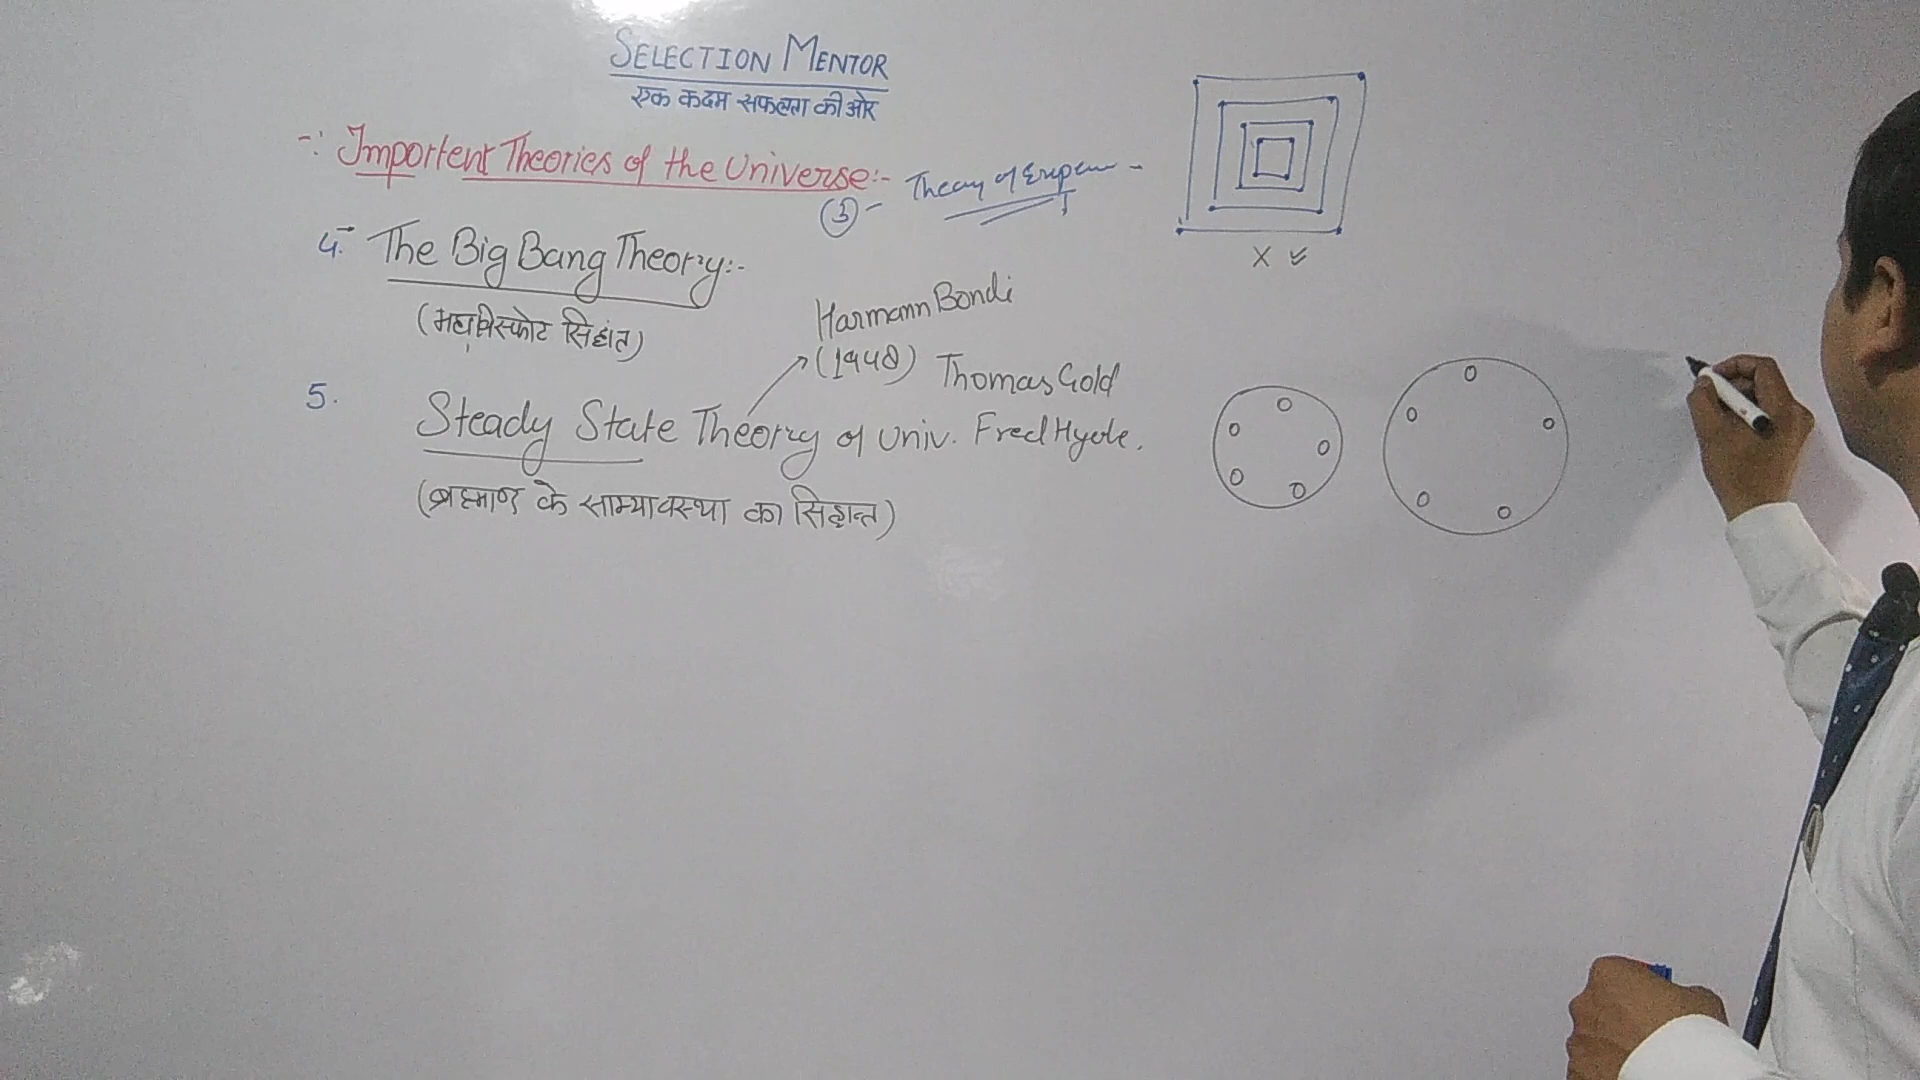 SELECTION MENTOR
एक कदम सफलता की ओर
-: Importent Theories of the Universe:-
③ - Theory of
4. The Big Bang Theory:-
(महाविस्फोट सिद्धांत)
Harmann Bondi
(1948) Thomas Gold
5. Steady State Theory of Univ. Fred Hyole.
(ब्रह्माण्ड के साम्यावस्था का सिद्धान्त)
X